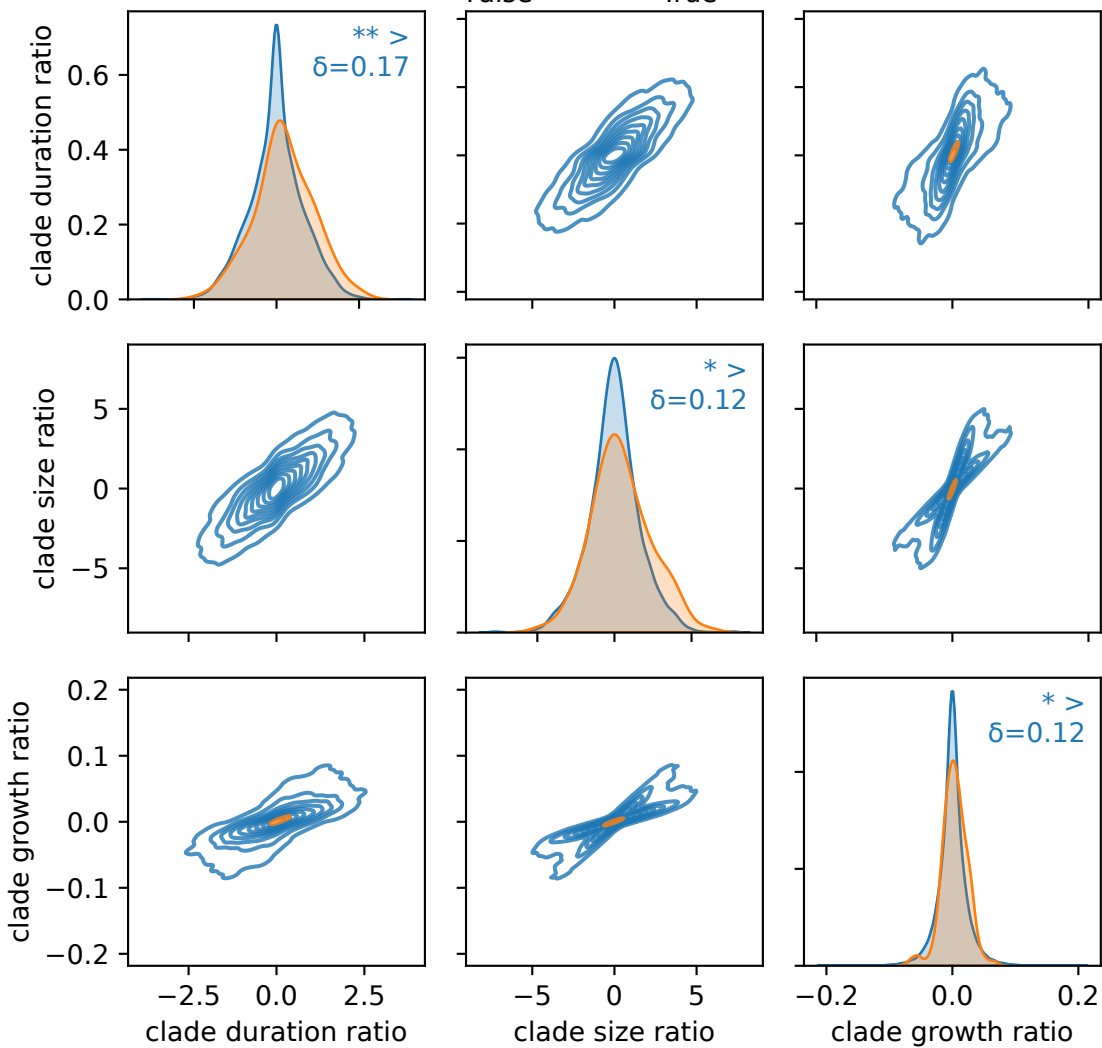 True
clade duration ratio
0.6
0.4
0.2
0.0
** >
δ=0.17
clade size ratio
5
0
−5
* >
δ=0.12
clade growth ratio
0.2
0.1
0.0
−0.1
−0.2
* >
δ=0.12
−2.5 0.0 2.5
−5 0 5
−0.2 0.0 0.2
clade duration ratio
clade size ratio
clade growth ratio